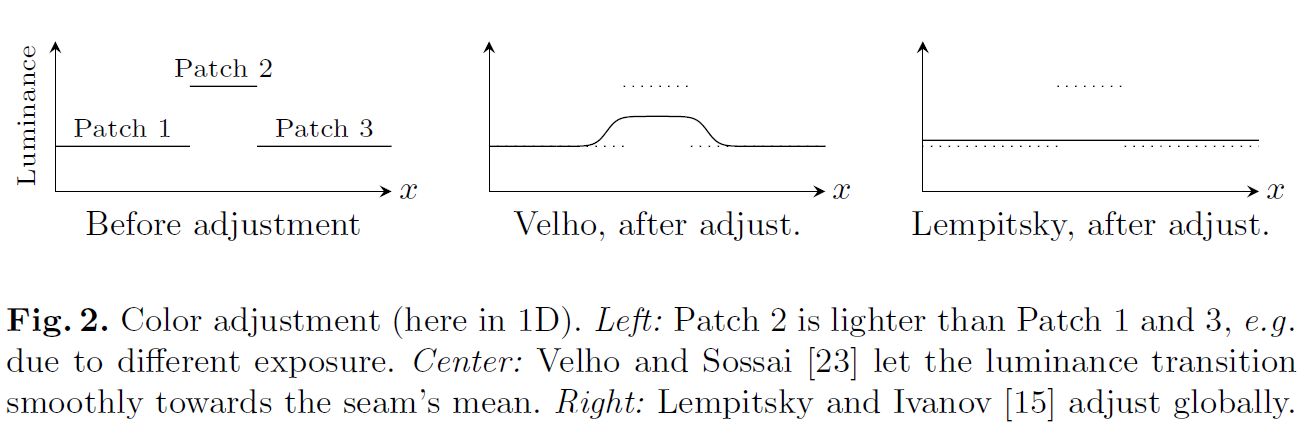 Luminance
Patch 2
Patch 1
Patch 3
x
x
x
Before adjustment
Velho, after adjust.
Lempitsky, after adjust.
Fig. 2. Color adjustment (here in 1D). Left: Patch 2 is lighter than Patch 1 and 3, e.g.
due to different exposure. Center: Velho and Sossai [23] let the luminance transition
smoothly towards the seam's mean. Right: Lempitsky and Ivanov [15] adjust globally.